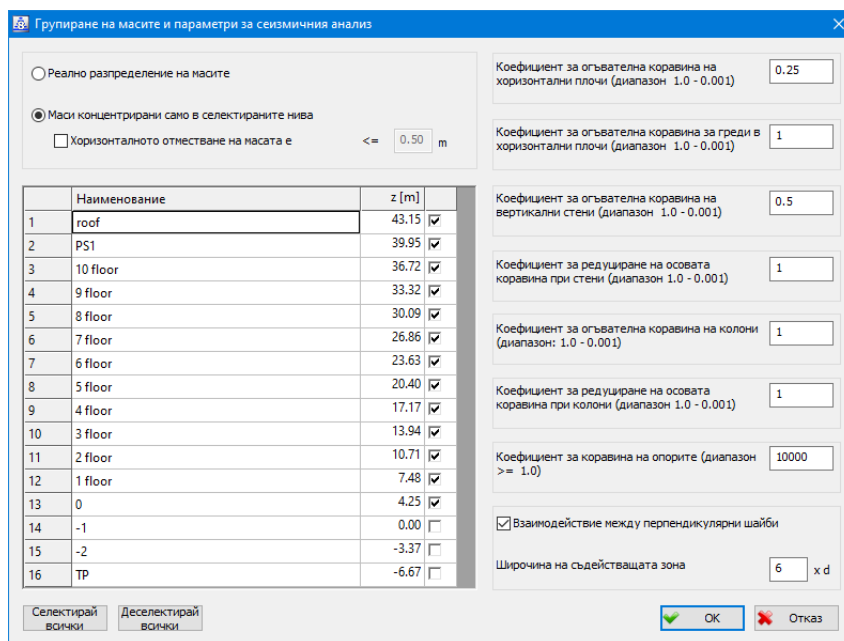 Групиране на масите и параметри за сеизмичния анализ
Реално разпределение на масите
Маси концентрирани само в селектираните нива
Хоризонталното отместване на масата е <= 0.50 m
Наименование z [m]
1 roof 43.15
2 PS1 39.95
3 10 floor 36.72
4 9 floor 33.32
5 8 floor 30.09
6 7 floor 26.86
7 6 floor 23.63
8 5 floor 20.40
9 4 floor 17.17
10 3 floor 13.94
11 2 floor 10.71
12 1 floor 7.48
13 0 4.25
14 -1 0.00
15 -2 -3.37
16 TP -6.67
Селектирай
всички
Деселектирай
всички
Коефициент за огъвателна коравина на
хоризонтални плочи (диапазон 1.0 - 0.001)
0.25
Коефициент за огъвателна коравина за греди в
хоризонтални плочи (диапазон 1.0 - 0.001)
1
Коефициент за огъвателна коравина на
вертикални стени (диапазон 1.0 - 0.001)
0.5
Коефициент за редуциране на осовата
коравина при стени (диапазон 1.0 - 0.001)
1
Коефициент за огъвателна коравина на колони
(диапазон: 1.0 - 0.001)
1
Коефициент за редуциране на осовата
коравина при колони (диапазон 1.0 - 0.001)
1
Коефициент за коравина на опорите (диапазон
>= 1.0)
10000
Взаимодействие между перпендикулярни шайби
Широчина на съдействащата зона 6 x d
OK
Отказ